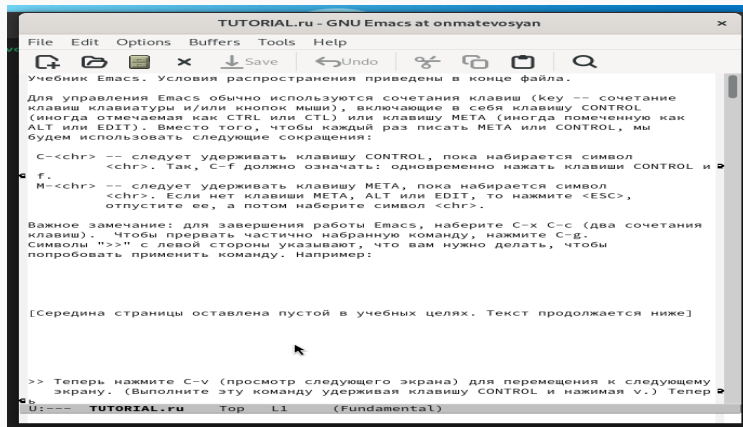 TUTORIAL.ru - GNU Emacs at onmatevosyan
File Edit Options Buffers Tools Help
Save Undo
Учебник Emacs. Условия распространения приведены в конце файла.
Для управления Emacs обычно используются сочетания клавиш (key -- сочетание
клавиш клавиатуры и/или кнопок мыши), включающие в себя клавишу CONTROL
(иногда отмечаемая как CTRL или CTL) или клавишу META (иногда помеченную как
ALT или EDIT). Вместо того, чтобы каждый раз писать META или CONTROL, мы
будем использовать следующие сокращения:
C-<chr> -- следует удерживать клавишу CONTROL, пока набирается символ
<chr>. Так, C-f должно означать: одновременно нажать клавиши CONTROL и
f.
M-<chr> -- следует удерживать клавишу META, пока набирается символ
<chr>. Если нет клавиши META, ALT или EDIT, то нажмите <ESC>,
отпустите ее, а потом наберите символ <chr>.
Важное замечание: для завершения работы Emacs, наберите C-x C-c (два сочетания
клавиш). Чтобы прервать частично набранную команду, нажмите C-g.
Символы ">>" с левой стороны указывают, что вам нужно делать, чтобы
попробовать применить команду. Например:
[Середина страницы оставлена пустой в учебных целях. Текст продолжается ниже]
>> Теперь нажмите C-v (просмотр следующего экрана) для перемещения к следующему
экрану. (Выполните эту команду удерживая клавишу CONTROL и нажимая v.) Тепер
ь
U:--- TUTORIAL.ru Top L1 (Fundamental)